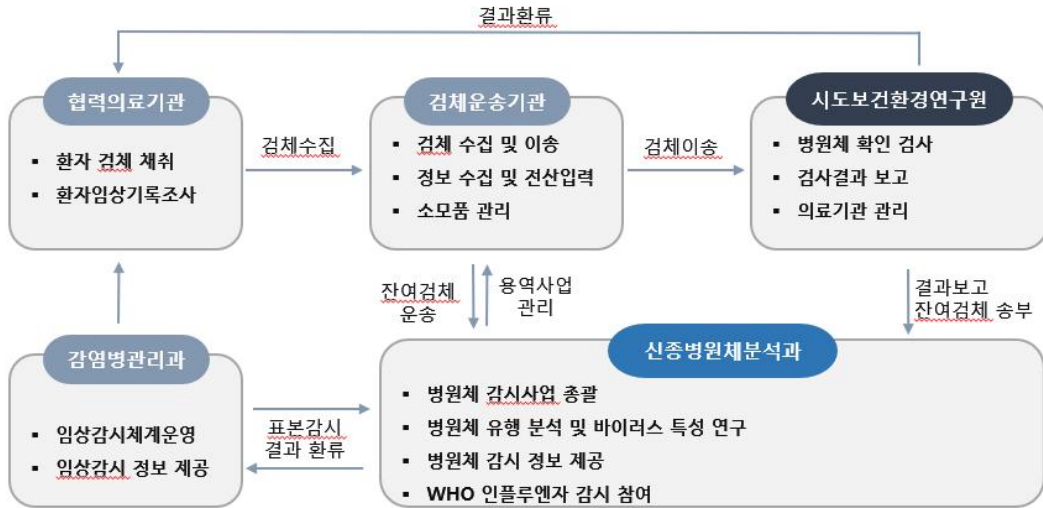 결과환류
협력의료기관
검체운송기관
시도보건환경연구원
▪ 환자 검체 채취
▪ 환자임상기록조사
검체수집
▪ 검체 수집 및 이송
▪ 정보 수집 및 전산입력
▪ 소모품 관리
검체이송
▪ 병원체 확인 검사
▪ 검사결과 보고
▪ 의료기관 관리
잔여검체
운송
용역사업
관리
결과보고
잔여검체 송부
감염병관리과
▪ 임상감시체계운영
▪ 임상감시 정보 제공
표본감시
결과 환류
신종병원체분석과
▪ 병원체 감시사업 총괄
▪ 병원체 유행 분석 및 바이러스 특성 연구
▪ 병원체 감시 정보 제공
▪ WHO 인플루엔자 감시 참여